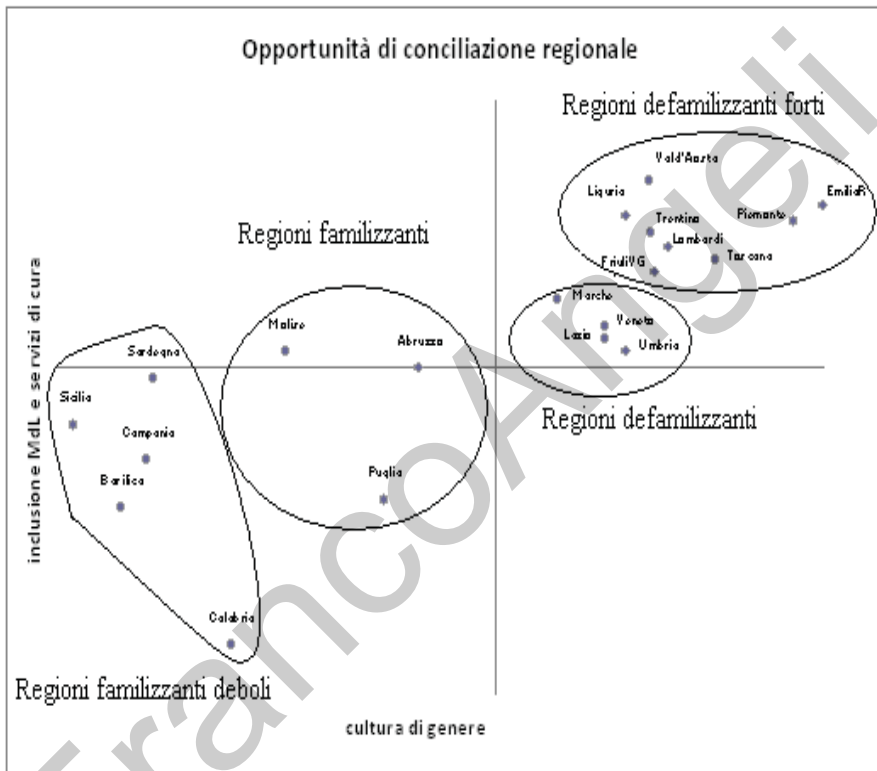 Opportunità di conciliazione regionale
Regioni defamilizzanti forti
Vald'Aosta
Liguria
EmiliaR
Piemonte
Trentino
Lombardi
Toscana
FriuliVG
Regioni familizzanti
Marche
Molise
Veneto
Lazio
Abruzzo
Umbria
Sardegna
Sicilia
Regioni defamilizzanti
Campania
Puglia
Basilica
Calabria
Regioni familizzanti deboli
inclusione MdL e servizi di cura
cultura di genere
FrancoAngeli